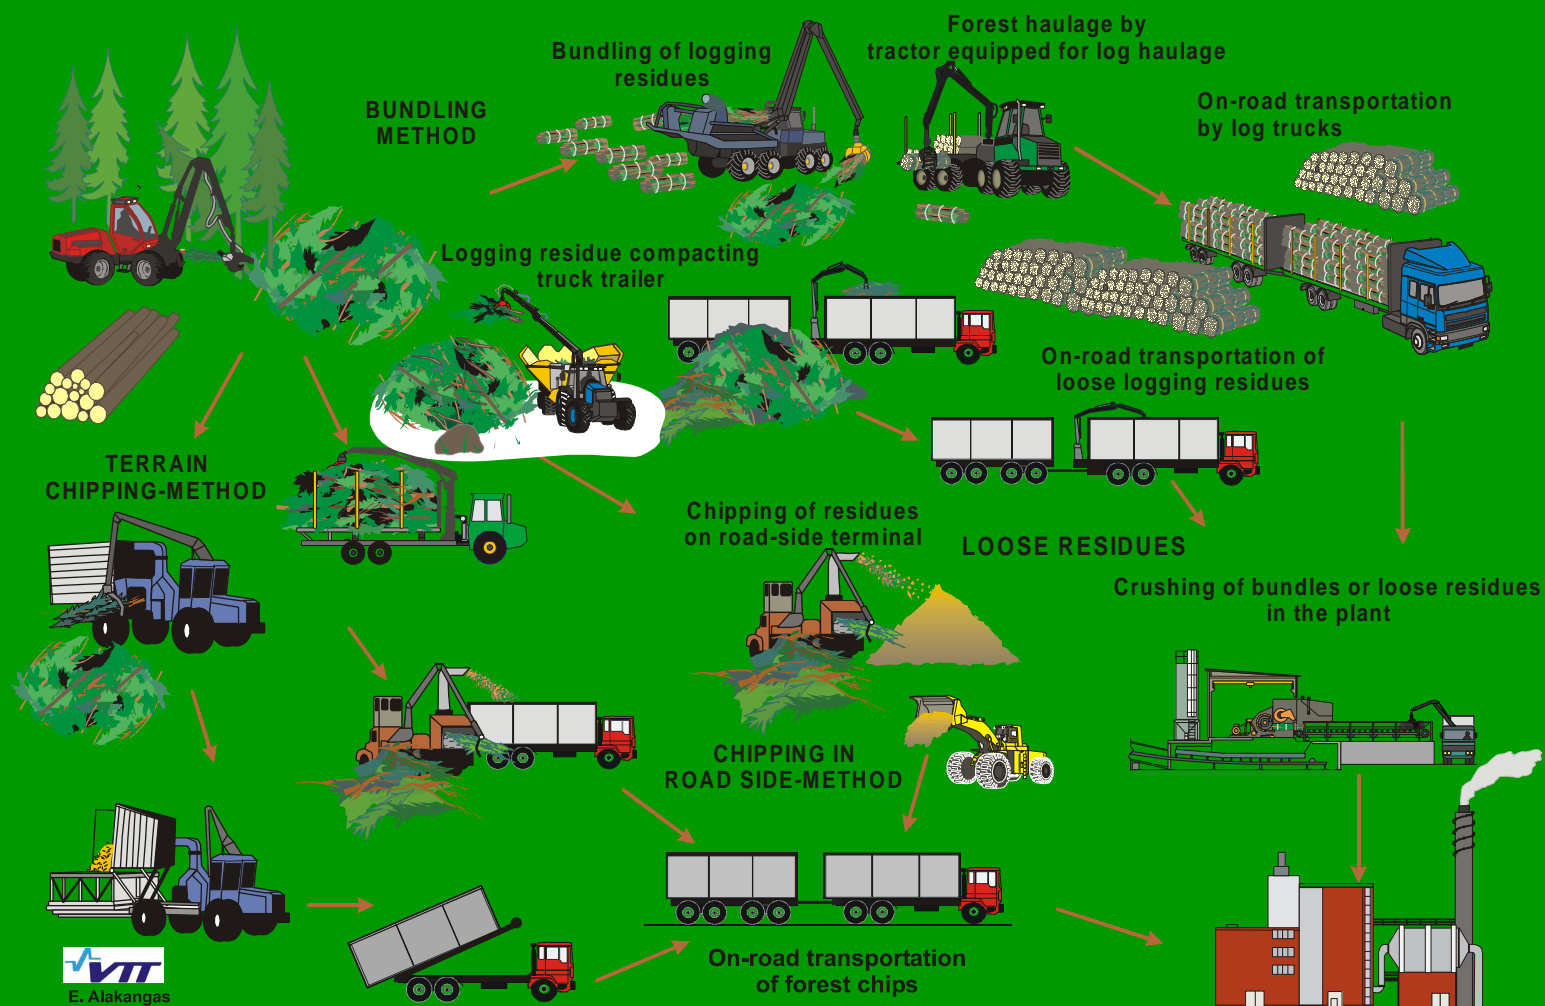 Forest haulage by
tractor equipped for log haulage
Bundling of logging
residues
BUNDLING
METHOD
On-road transportation
by log trucks
Logging residue compacting
truck trailer
On-road transportation of
loose logging residues
TERRAIN
CHIPPING-METHOD
Chipping of residues
on road-side terminal
LOOSE RESIDUES
Crushing of bundles or loose residues
in the plant
CHIPPING IN
ROAD SIDE-METHOD
On-road transportation
of forest chips
VTT
E. Alakangas